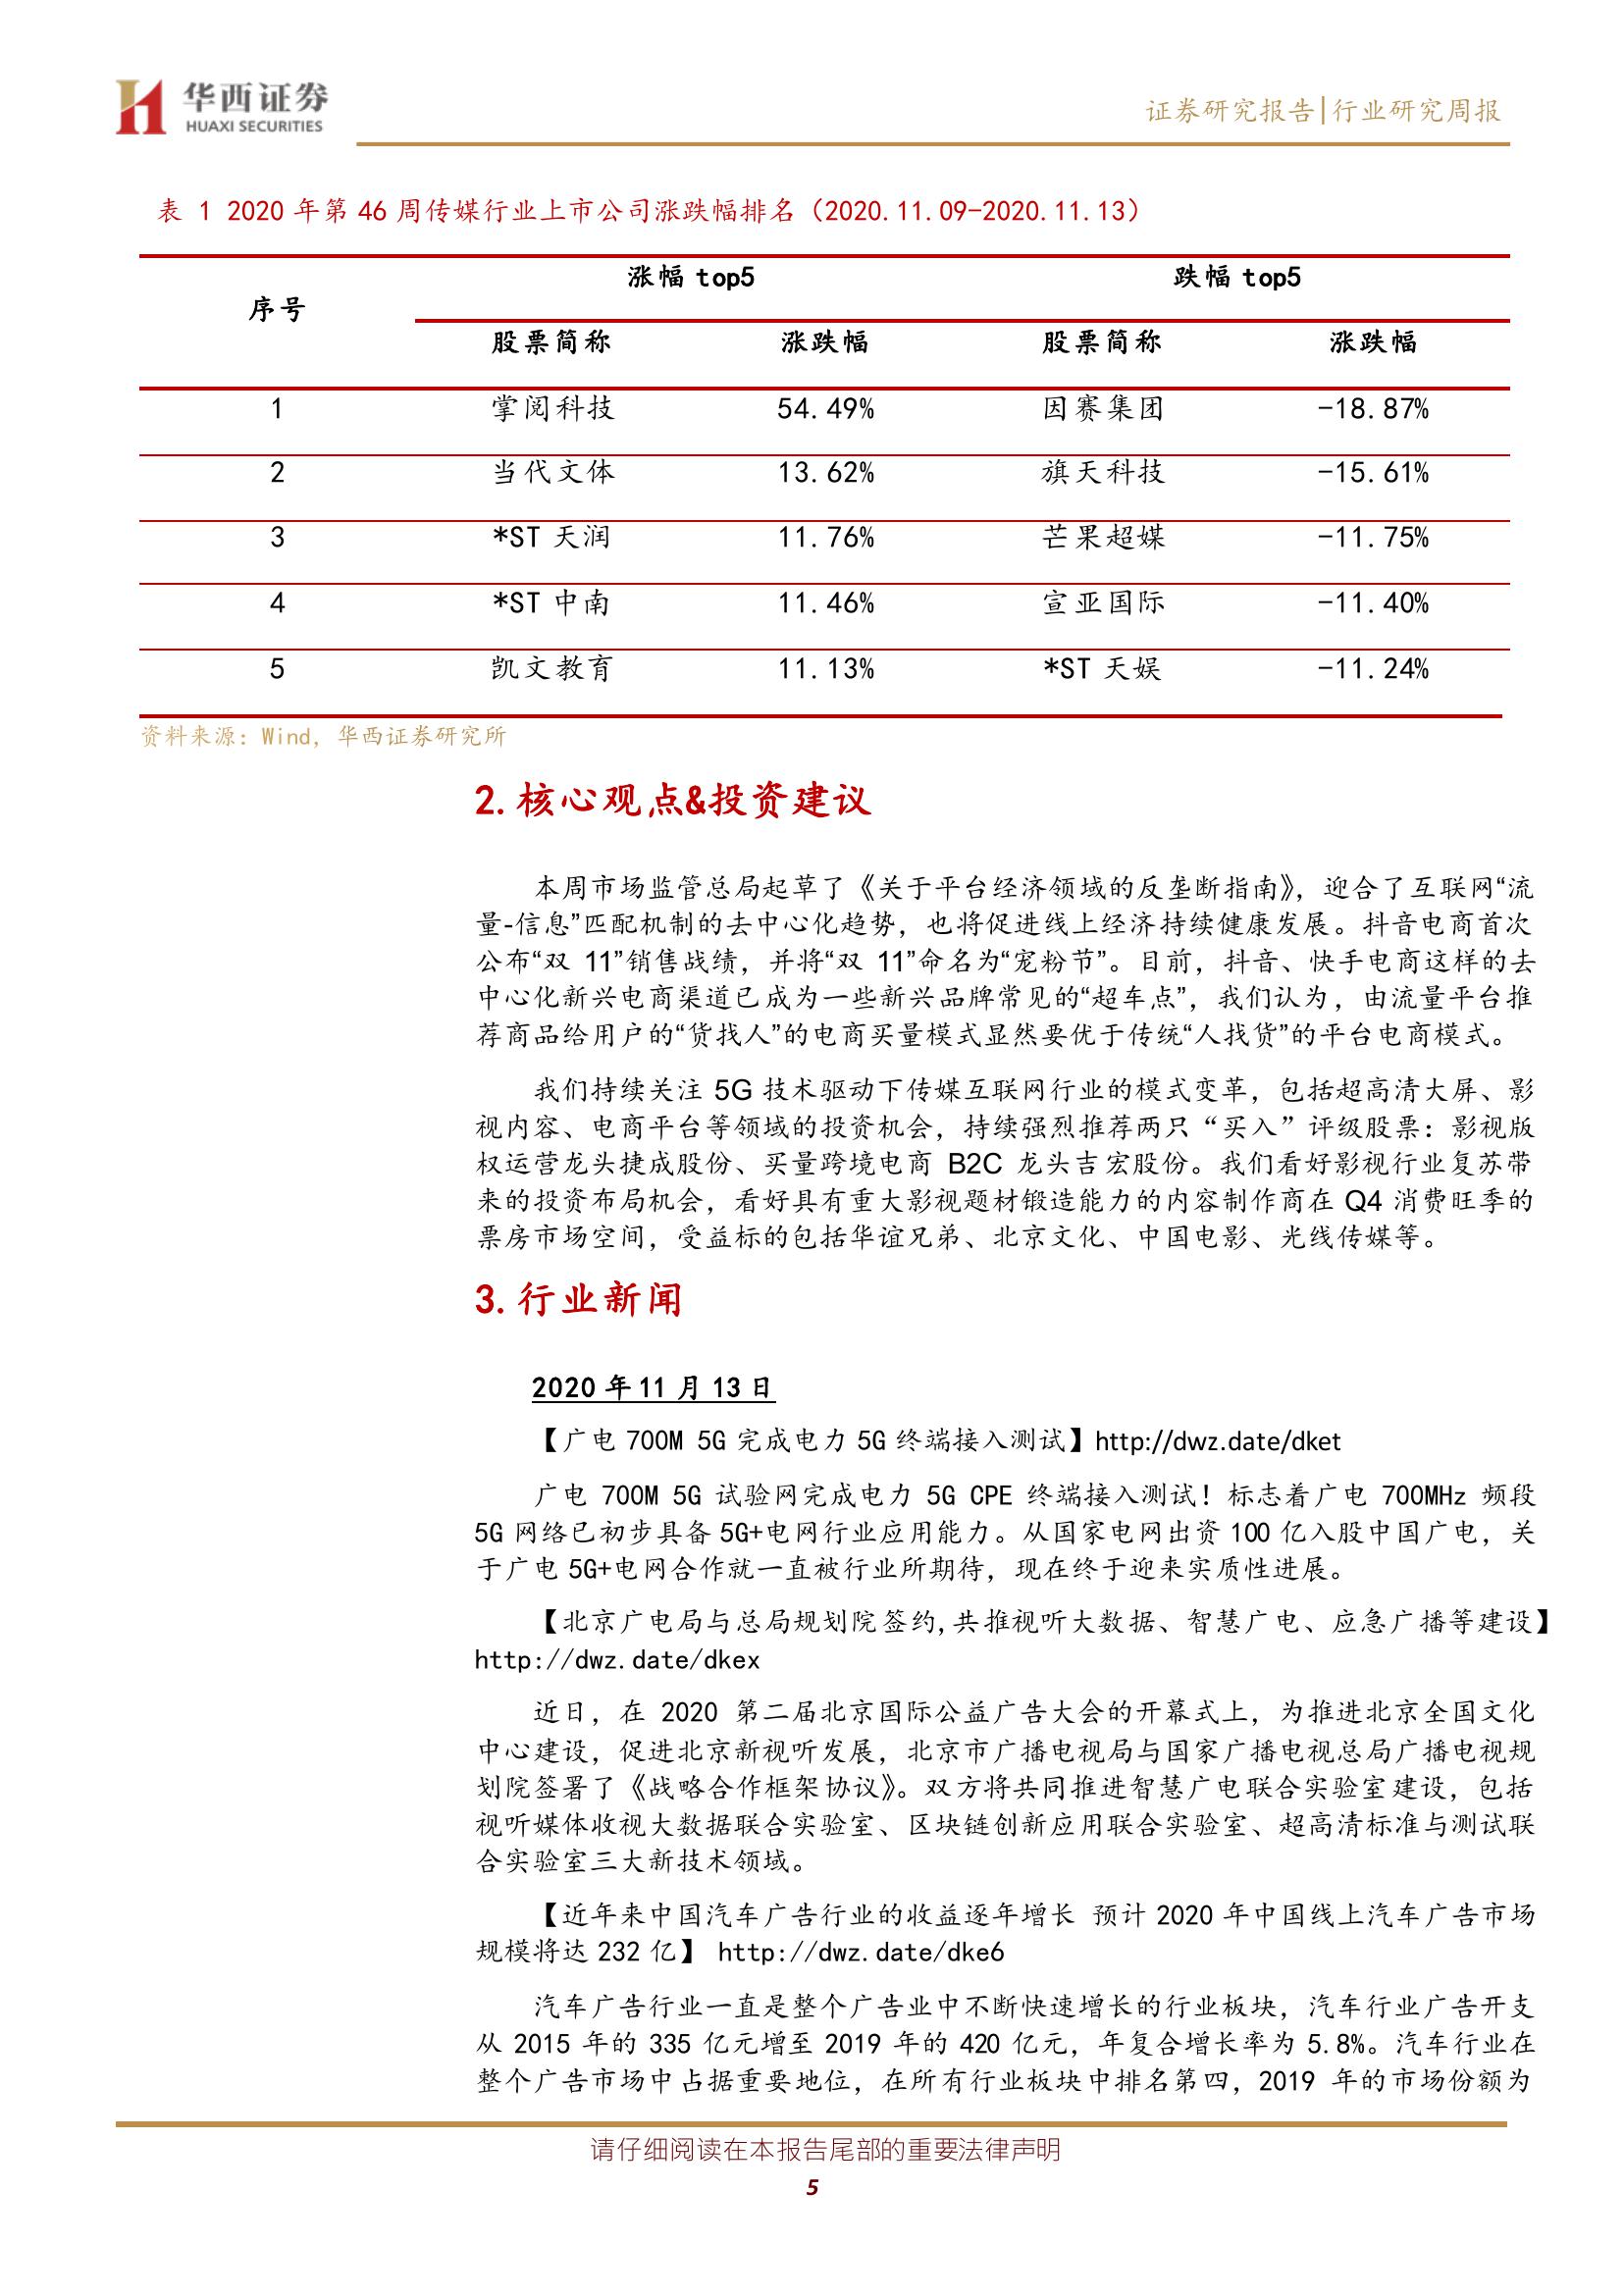 华西证券
HUAXI SECURITIES
证券研究报告|行业研究周报
表 1 2020 年第 46 周传媒行业上市公司涨跌幅排名（2020.11.09-2020.11.13）
序号 涨幅 top5 跌幅 top5
股票简称 涨跌幅 股票简称 涨跌幅
1 掌阅科技 54.49% 因赛集团 -18.87%
2 当代文体 13.62% 旗天科技 -15.61%
3 *ST 天润 11.76% 芒果超媒 -11.75%
4 *ST 中南 11.46% 宣亚国际 -11.40%
5 凯文教育 11.13% *ST 天娱 -11.24%
资料来源：Wind，华西证券研究所
2. 核心观点&投资建议
本周市场监管总局起草了《关于平台经济领域的反垄断指南》，迎合了互联网“流
量-信息”匹配机制的去中心化趋势，也将促进线上经济持续健康发展。抖音电商首次
公布“双 11”销售战绩，并将“双 11”命名为“宠粉节”。目前，抖音、快手电商这样的去
中心化新兴电商渠道已成为一些新兴品牌常见的“超车点”，我们认为，由流量平台推
荐商品给用户的“货找人”的电商买量模式显然要优于传统“人找货”的平台电商模式。
我们持续关注 5G 技术驱动下传媒互联网行业的模式变革，包括超高清大屏、影
视内容、电商平台等领域的投资机会，持续强烈推荐两只“买入”评级股票：影视版
权运营龙头捷成股份、买量跨境电商 B2C 龙头吉宏股份。我们看好影视行业复苏带
来的投资布局机会，看好具有重大影视题材锻造能力的内容制作商在 Q4 消费旺季的
票房市场空间，受益标的包括华谊兄弟、北京文化、中国电影、光线传媒等。
3. 行业新闻
2020 年 11 月 13 日
【广电 700M 5G 完成电力 5G 终端接入测试】http://dwz.date/dket
广电 700M 5G 试验网完成电力 5G CPE 终端接入测试！标志着广电 700MHz 频段
5G 网络已初步具备 5G+电网行业应用能力。从国家电网出资 100 亿入股中国广电，关
于广电 5G+电网合作就一直被行业所期待，现在终于迎来实质性进展。
【北京广电局与总局规划院签约,共推视听大数据、智慧广电、应急广播等建设】
http://dwz.date/dkex
近日，在 2020 第二届北京国际公益广告大会的开幕式上，为推进北京全国文化
中心建设，促进北京新视听发展，北京市广播电视局与国家广播电视总局广播电视规
划院签署了《战略合作框架协议》。双方将共同推进智慧广电联合实验室建设，包括
视听媒体收视大数据联合实验室、区块链创新应用联合实验室、超高清标准与测试联
合实验室三大新技术领域。
【近年来中国汽车广告行业的收益逐年增长 预计 2020 年中国线上汽车广告市场
规模将达 232 亿】 http://dwz.date/dke6
汽车广告行业一直是整个广告业中不断快速增长的行业板块，汽车行业广告开支
从 2015 年的 335 亿元增至 2019 年的 420 亿元，年复合增长率为 5.8%。汽车行业在
整个广告市场中占据重要地位，在所有行业板块中排名第四，2019 年的市场份额为
请仔细阅读在本报告尾部的重要法律声明
5